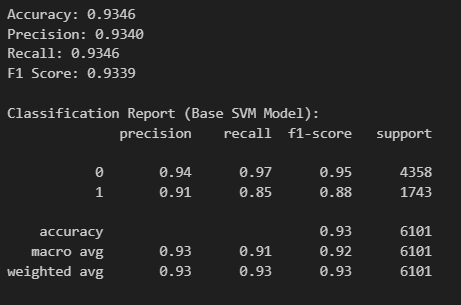 Accuracy: 0.9346
Precision: 0.9340
Recall: 0.9346
F1 Score: 0.9339
Classification Report (Base SVM Model):
precision recall f1-score support
0 0.94 0.97 0.95 4358
1 0.91 0.85 0.88 1743
accuracy 0.93 6101
macro avg 0.93 0.91 0.92 6101
weighted avg 0.93 0.93 0.93 6101